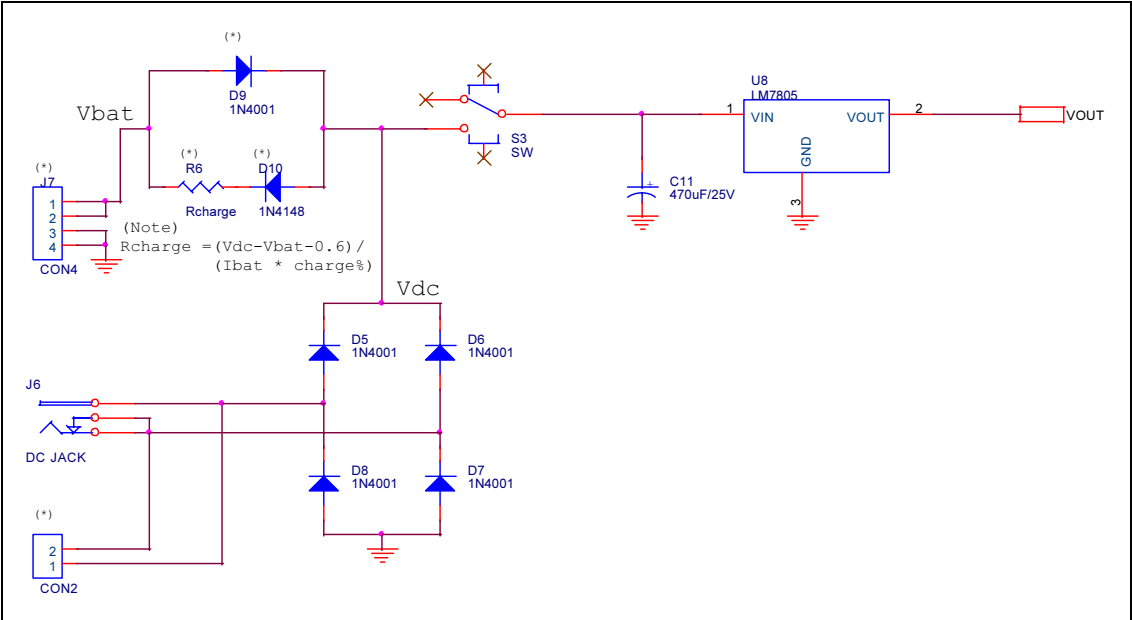 (*)
D9
1N4001
Vbat
(*)
R6
Rcharge
(*)
D10
1N4148
(*)
J7
1
2
3
4
CON4
(Note)
Rcharge =(Vdc-Vbat-0.6)/
(Ibat * charge%)
S3
SW
C11
470uF/25V
+
U8
LM7805
1
VIN
VOUT
2
GND
3
VOUT
Vdc
D5
1N4001
D6
1N4001
J6
DC JACK
D8
1N4001
D7
1N4001
(*)
2
1
CON2